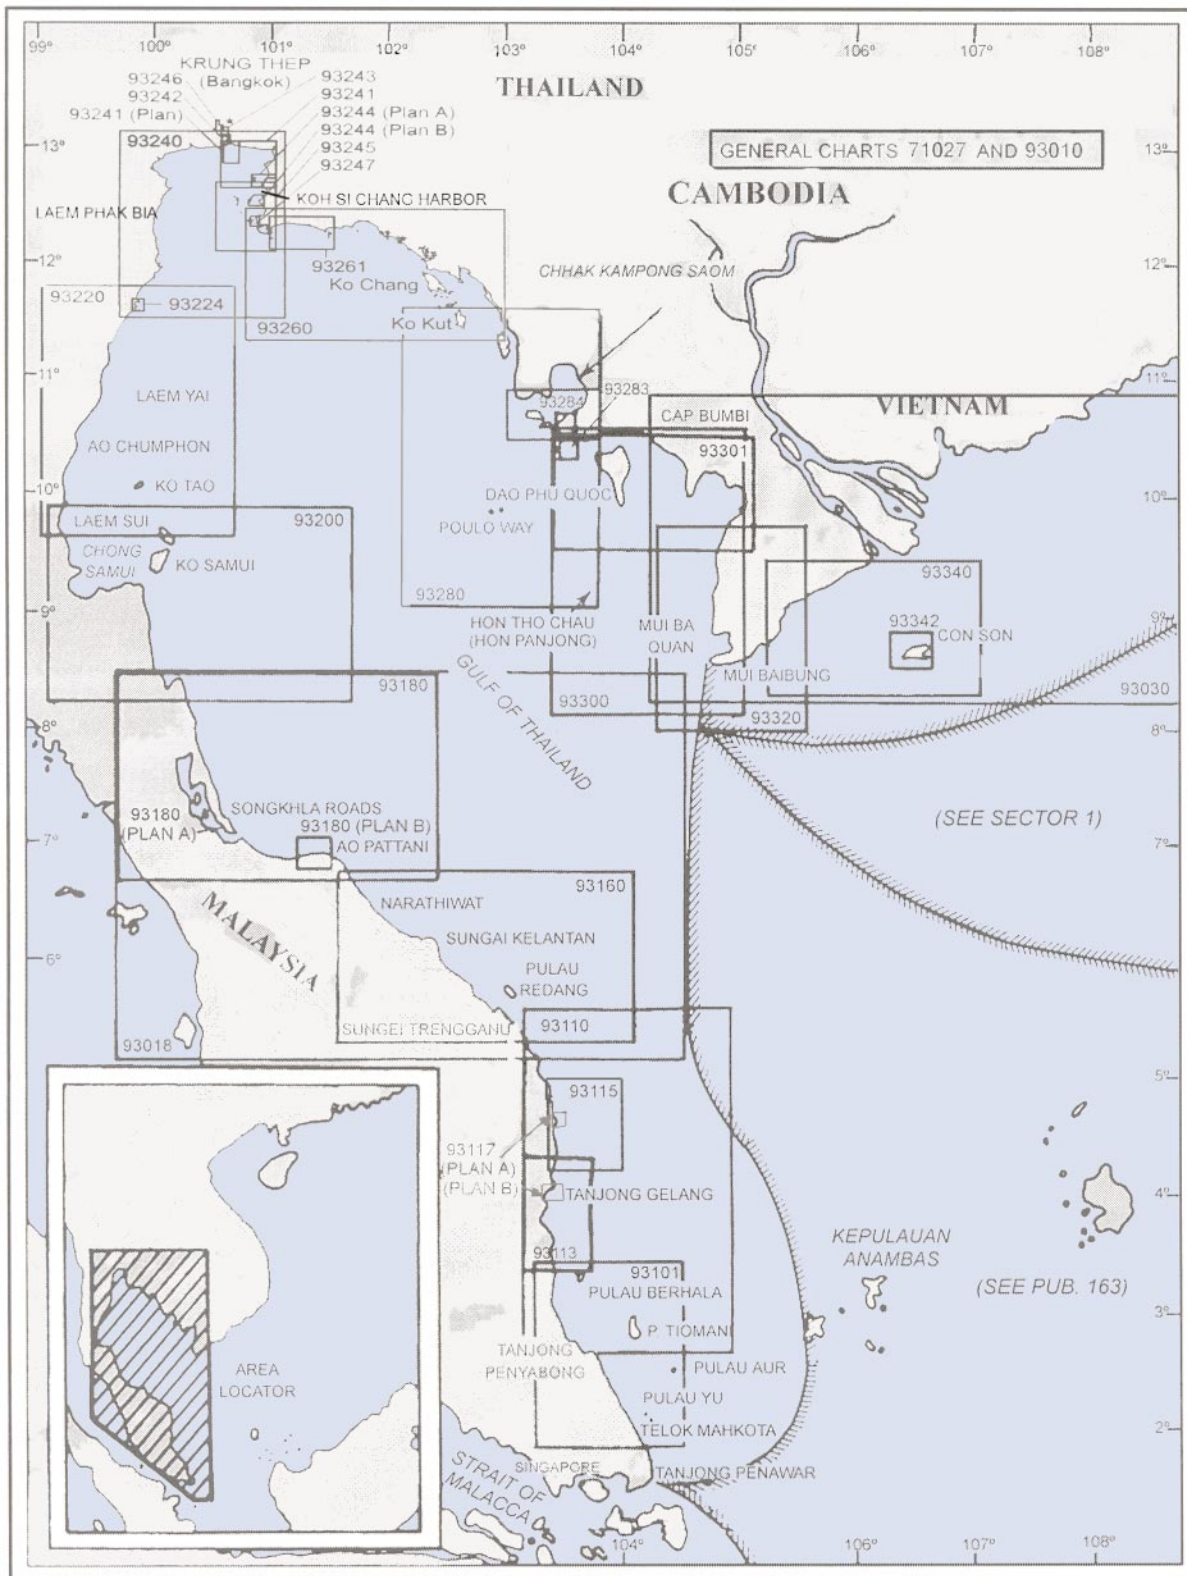 99° 100° 101° 102° 103° 104° 105° 106° 107° 108°
KRUNG THEP
(Bangkok)
THAILAND
93246
93242
93241 (Plan)
93240
93243
93241
93244 (Plan A)
93244 (Plan B)
93245
93247
13°
13°
GENERAL CHARTS 71027 AND 93010
CAMBODIA
KOH SI CHANG HARBOR
LAEM PHAK BIA
93261
Ko Chang
CHHAK KAMPONG SAOM
12°
12°
93220
93224
93260
Ko Kut
11°
11°
93284
93283
LAEM YAI
CAP BUMBI
VIETNAM
AO CHUMPHON
93301
KO TAO
DAO PHU QUOC
10°
10°
LAEM SUI
93200
POULO WAY
CHONG
SAMUI
KO SAMUI
93340
93280
9°
9°
HON THO CHAU
(HON PANJONG)
MUI BA
QUAN
93342
CON SON
GULF OF THAILAND
93180
MUI BAIBUNG
93030
93300
93320
8°
8°
SONGKHLA ROADS
93180
(PLAN A)
93180 (PLAN B)
AO PATTANI
(SEE SECTOR 1)
7°
7°
93160
MALAYSIA
NARATHIWAT
SUNGAI KELANTAN
6°
PULAU
REDANG
SUNGEI TRENGGANU
93110
93018
5°
5°
93115
93117
(PLAN A)
(PLAN B)
TANJONG GELANG
4°
4°
KEPULAUAN
ANAMBAS
93113
93101
PULAU BERHALA
(SEE PUB. 163)
3°
3°
P. TIOMANI
TANJONG
PENYABONG
AREA
LOCATOR
PULAU AUR
PULAU YU
TELOK MAHKOTA
2°
2°
SINGAPORE
TANJONG PENAWAR
STRAIT OF
MALACCA
104° 106° 107° 108°